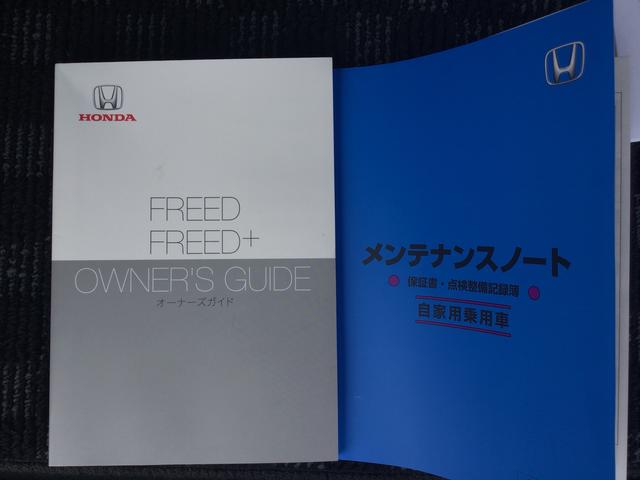 HONDA
FREED
FREED+
OWNER'S GUIDE
オーナーズガイド
メンテナンスノート
保証書・点検整備記録簿
自家用乗用車